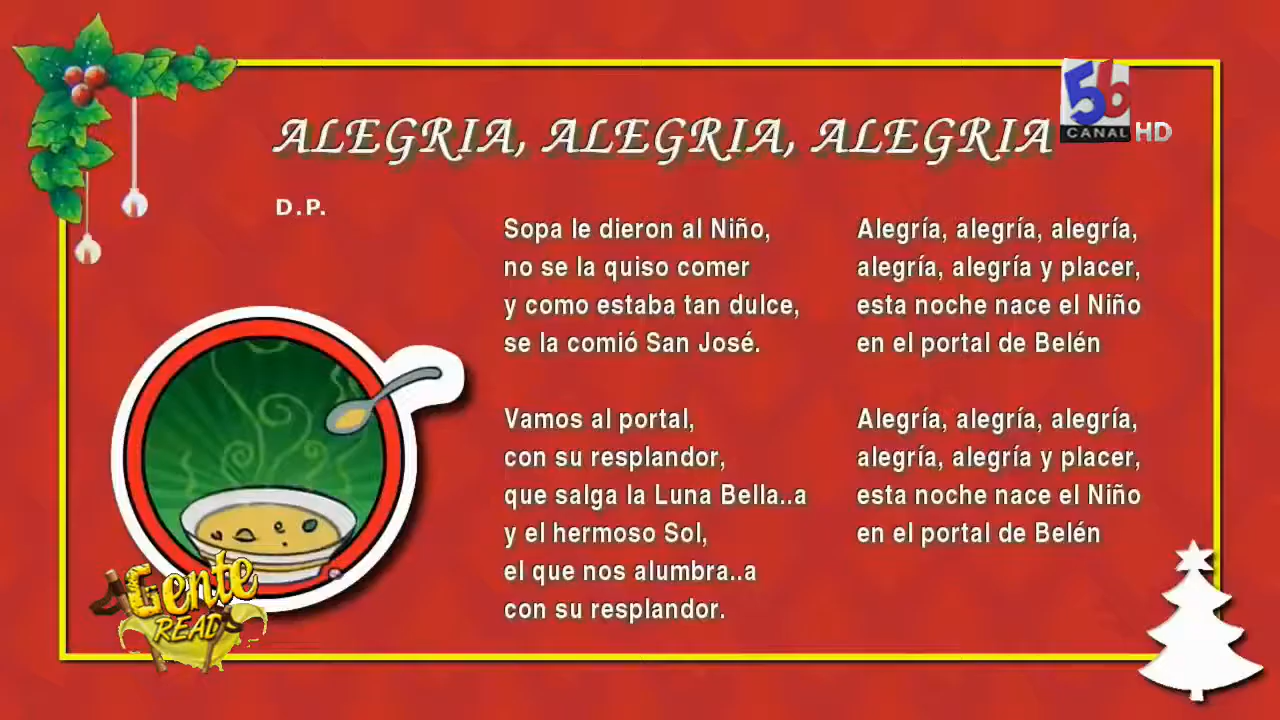 ALEGRIA, ALEGRIA, ALEGRIA
56
CANAL HD
D.P.
Sopa le dieron al Niño,
no se la quiso comer
y como estaba tan dulce,
se la comió San José.
Vamos al portal,
con su resplandor,
que salga la Luna Bella..a
y el hermoso Sol,
el que nos alumbra..a
con su resplandor.
Alegría, alegría, alegría,
alegría, alegría y placer,
esta noche nace el Niño
en el portal de Belén
Alegría, alegría, alegría,
alegría, alegría y placer,
esta noche nace el Niño
en el portal de Belén
Gente